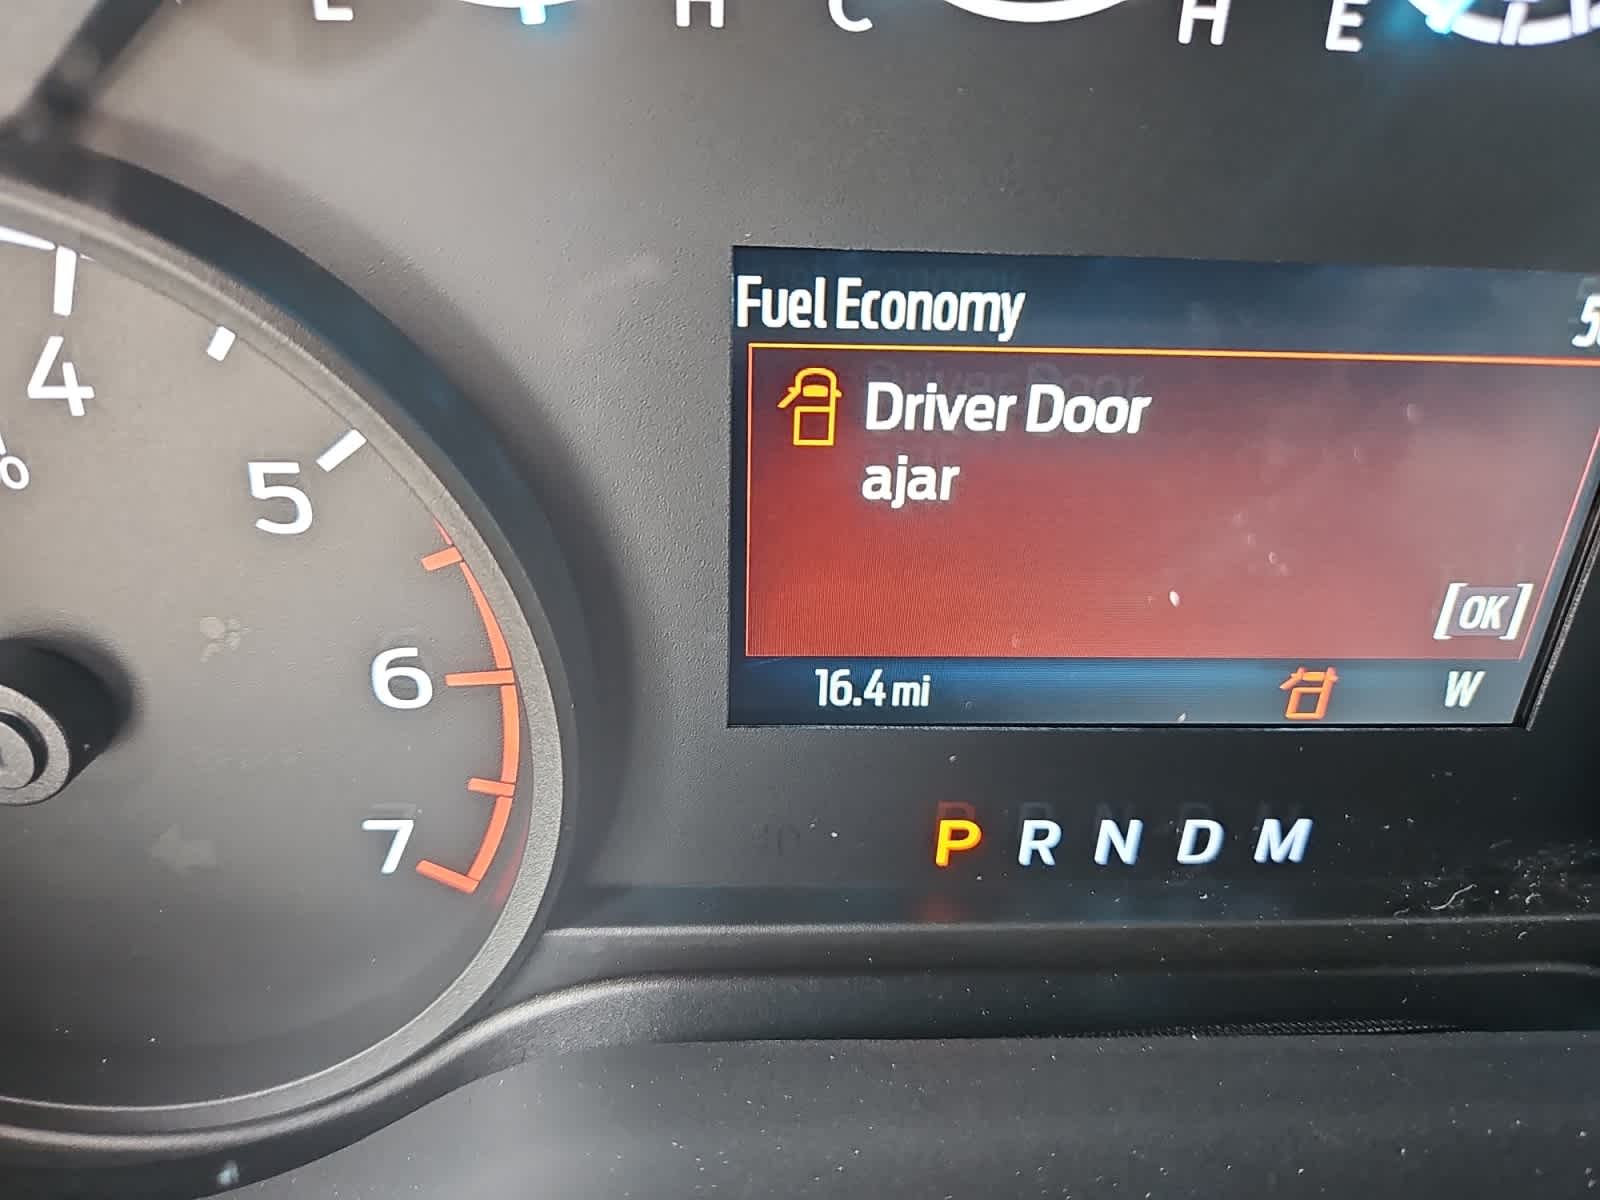 L H C H E
Fuel Economy
Driver Door
ajar
[OK]
16.4 mi W
4
5
6
7
P R N D M